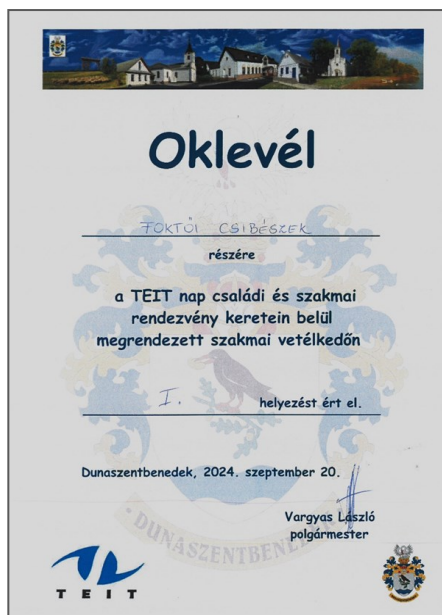 Oklevél
FOKTŐI CSIBÉSZEK
részére
a TEIT nap családi és szakmai
rendezvény keretein belül
megrendezett szakmai vetélkedőn
I. helyezést ért el.
Dunaszentbenedek, 2024. szeptember 20.
Vargyas László
polgármester
DUNASZENTBENEDEK
TEIT